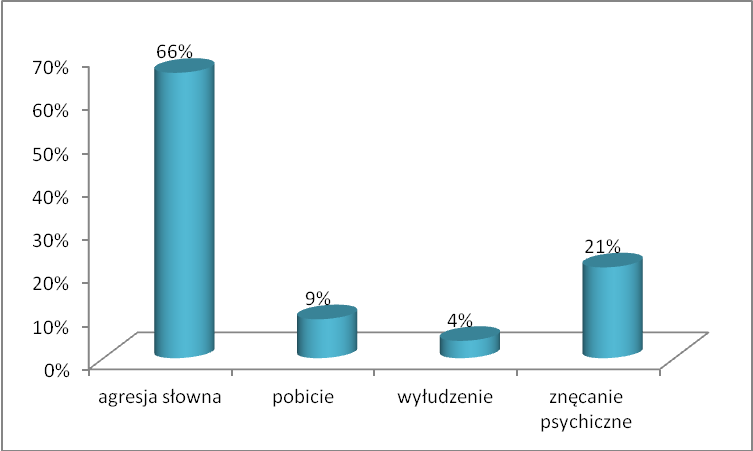 66%
70%
60%
50%
40%
30%
21%
20%
9%
10%
4%
0%
agresja słowna
pobicie
wyłudzenie
znęcanie
psychiczne